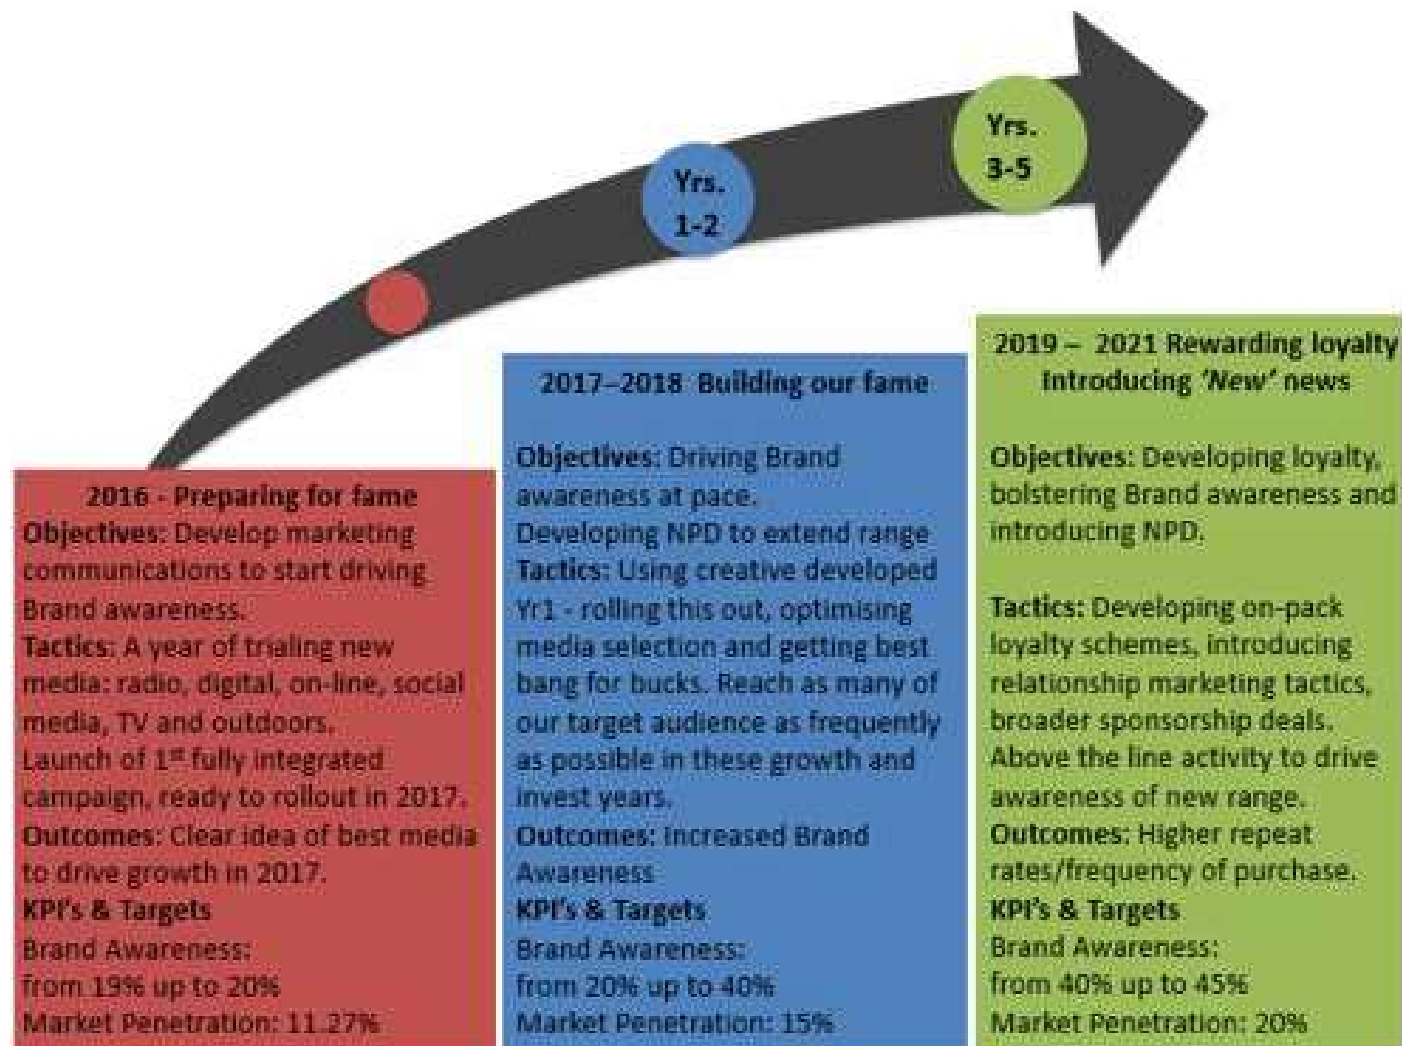 Yrs.
1-2
Yrs.
3-5
2016 - Preparing for fame
Objectives: Develop marketing
communications to start driving
Brand awareness.
Tactics: A year of trialing new
media: radio, digital, on-line, social
media, TV and outdoors.
Launch of 1st fully integrated
campaign, ready to rollout in 2017.
Outcomes: Clear idea of best media
to drive growth in 2017.
KPI's & Targets
Brand Awareness:
from 19% up to 20%
Market Penetration: 11.27%
2017–2018 Building our fame
Objectives: Driving Brand
awareness at pace.
Developing NPD to extend range
Tactics: Using creative developed
Yr1 - rolling this out, optimising
media selection and getting best
bang for bucks. Reach as many of
our target audience as frequently
as possible in these growth and
invest years.
Outcomes: Increased Brand
Awareness
KPI's & Targets
Brand Awareness:
from 20% up to 40%
Market Penetration: 15%
2019 – 2021 Rewarding loyalty
Introducing 'New' news
Objectives: Developing loyalty,
bolstering Brand awareness and
introducing NPD.
Tactics: Developing on-pack
loyalty schemes, introducing
relationship marketing tactics,
broader sponsorship deals.
Above the line activity to drive
awareness of new range.
Outcomes: Higher repeat
rates/frequency of purchase.
KPI's & Targets
Brand Awareness:
from 40% up to 45%
Market Penetration: 20%